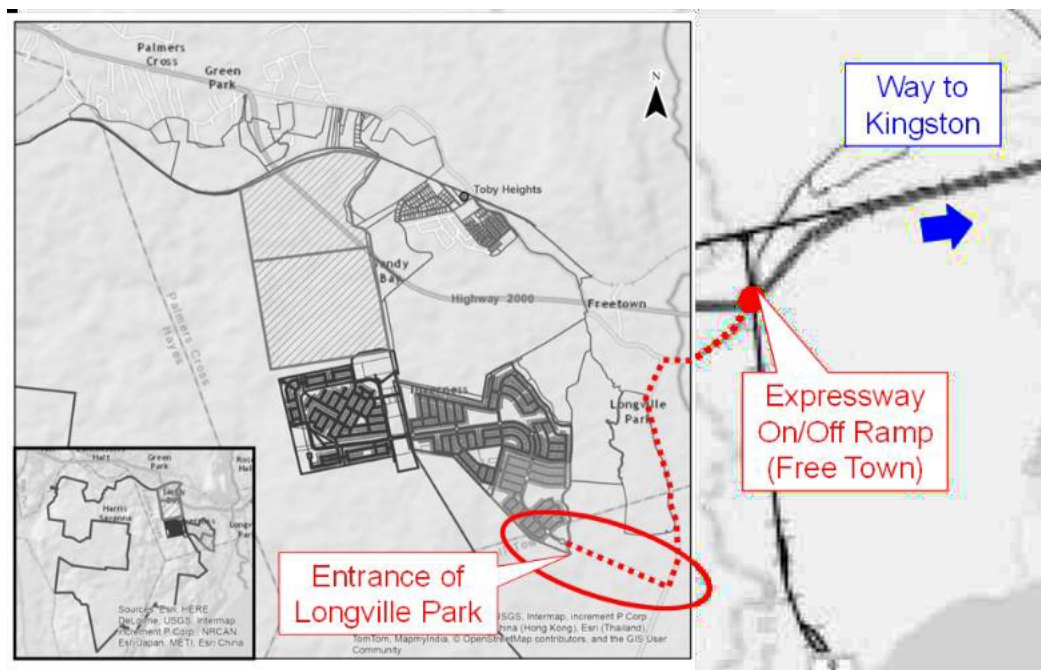 Palmers
Cross
Green
Park
N
Toby Heights
Sandy
Bay
Highway 2000
Freetown
Palmers Cross
Hayes
Inverness
Longville
Park
Way to
Kingston
Expressway
On/Off Ramp
(Free Town)
Entrance of
Longville Park
Halt
Green
Park
Harris
Savanna
Sources: Esri, HERE,
DeLorme, USGS, Intermap,
increment P Corp., NRCAN,
Esri Japan, METI, Esri China
USGS, Intermap, increment P Corp.
(Hong Kong), Esri (Thailand),
TomTom, MapmyIndia, © OpenStreetMap contributors, and the GIS User
Community